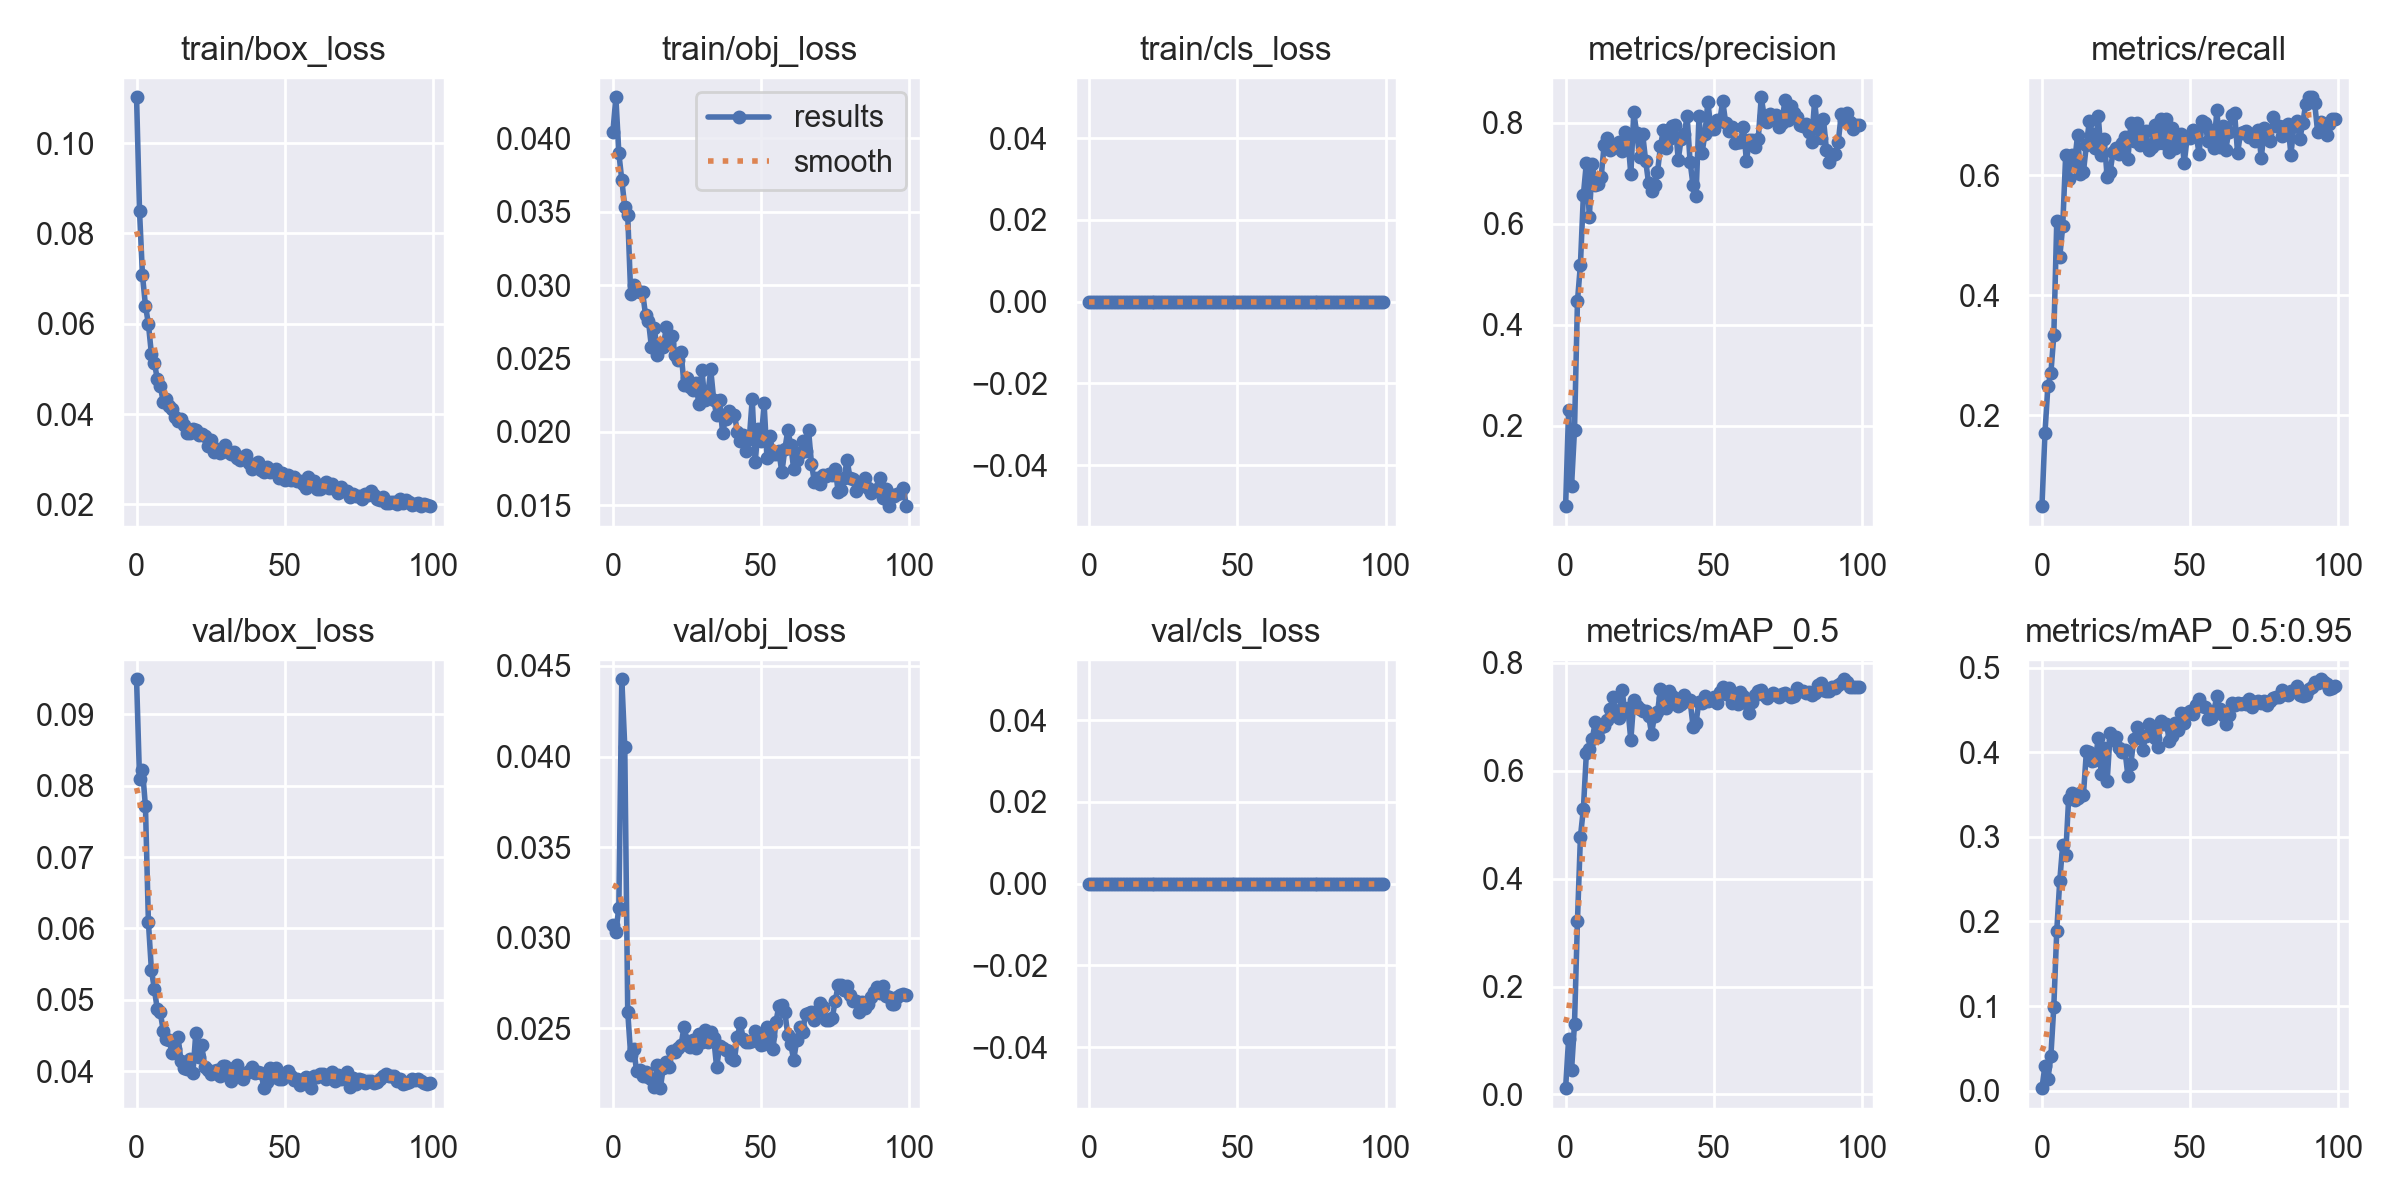 train/box_loss
0.10
0.08
0.06
0.04
0.02
0 50 100
train/obj_loss
results
smooth
0.040
0.035
0.030
0.025
0.020
0.015
0 50 100
train/cls_loss
0.04
0.02
0.00
−0.02
−0.04
0 50 100
metrics/precision
0.8
0.6
0.4
0.2
0 50 100
metrics/recall
0.6
0.4
0.2
0 50 100
val/box_loss
0.09
0.08
0.07
0.06
0.05
0.04
0 50 100
val/obj_loss
0.045
0.040
0.035
0.030
0.025
0 50 100
val/cls_loss
0.04
0.02
0.00
−0.02
−0.04
0 50 100
metrics/mAP_0.5
0.8
0.6
0.4
0.2
0.0
0 50 100
metrics/mAP_0.5:0.95
0.5
0.4
0.3
0.2
0.1
0.0
0 50 100